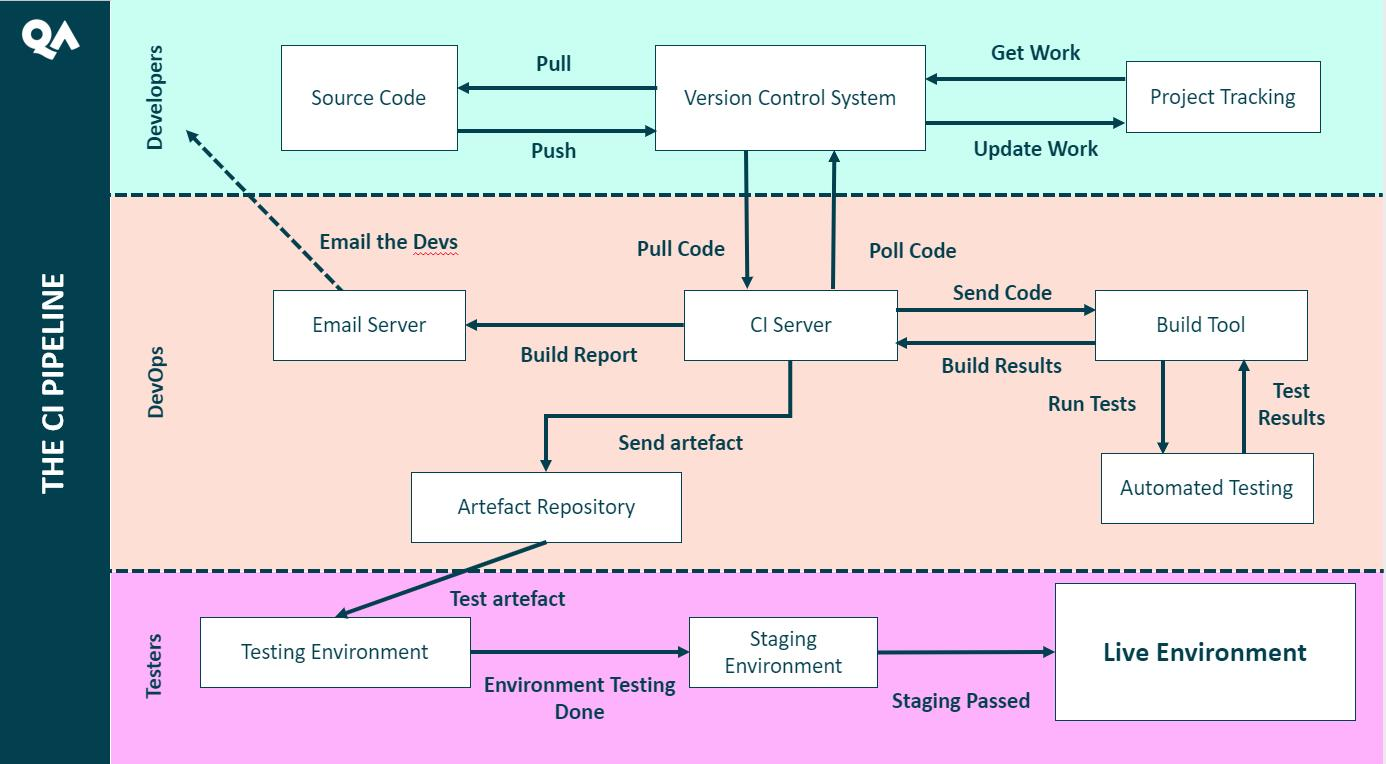 QA
THE CI PIPELINE
Developers
Source Code
Pull
Push
Version Control System
Get Work
Update Work
Project Tracking
DevOps
Email the Devs
Pull Code
Poll Code
Email Server
Build Report
CI Server
Send Code
Build Results
Build Tool
Run Tests
Test
Results
Automated Testing
Send artefact
Artefact Repository
Testers
Test artefact
Testing Environment
Environment Testing
Done
Staging
Environment
Staging Passed
Live Environment